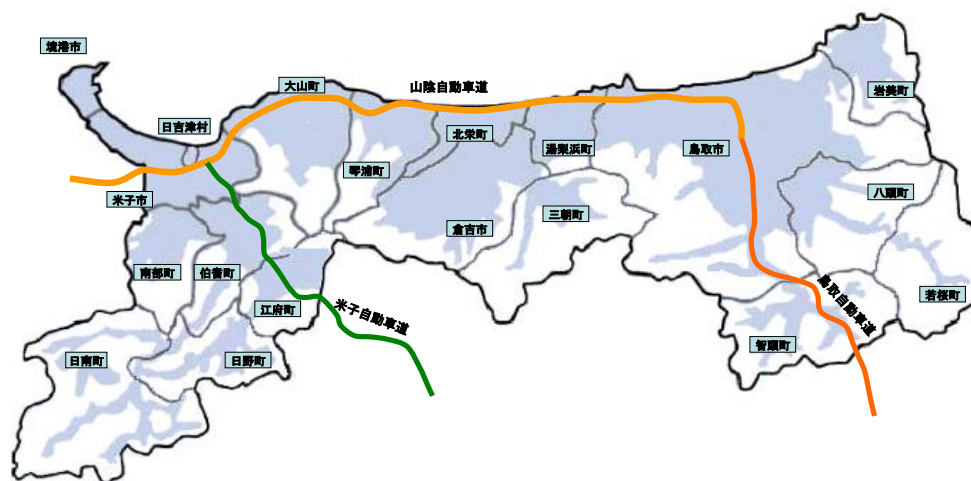 境港市
大山町
山陰自動車道
岩美町
日吉津村
北栄町
湯梨浜町
鳥取市
琴浦町
八頭町
米子市
三朝町
倉吉市
南部町
伯耆町
若桜町
江府町
米子自動車道
鳥取自動車道
智頭町
日南町
日野町